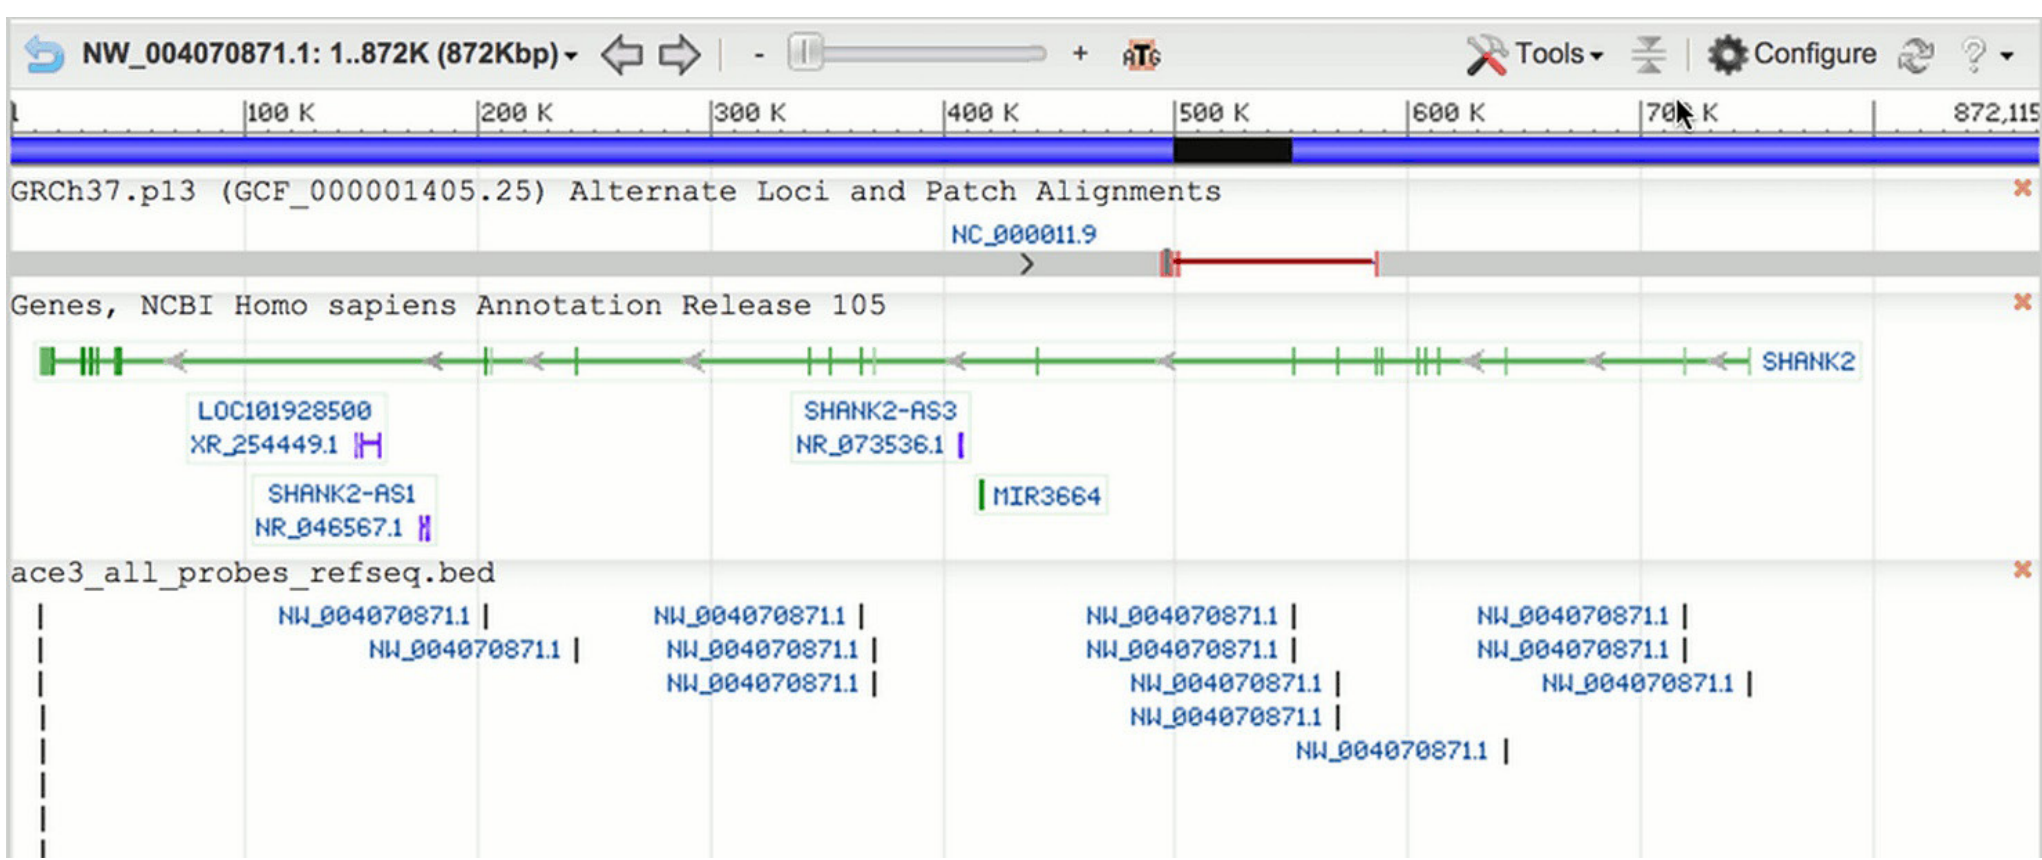 NW_004070871.1: 1..872K (872Kbp) - + ATG Tools Configure ?
1 100 K 200 K 300 K 400 K 500 K 600 K K 872,115
GRCh37.p13 (GCF_000001405.25) Alternate Loci and Patch Alignments
NC_000011.9
Genes, NCBI Homo sapiens Annotation Release 105
SHANK2
LOC101928500 SHANK2-AS3
XR_254449.1 NR_073536.1
SHANK2-AS1 MIR3664
NR_046567.1
ace3_all_probes_refseq.bed
NW_004070871.1 NW_004070871.1 NW_004070871.1 NW_004070871.1
NW_004070871.1 NW_004070871.1 NW_004070871.1 NW_004070871.1
NW_004070871.1 NW_004070871.1 NW_004070871.1
NW_004070871.1
NW_004070871.1